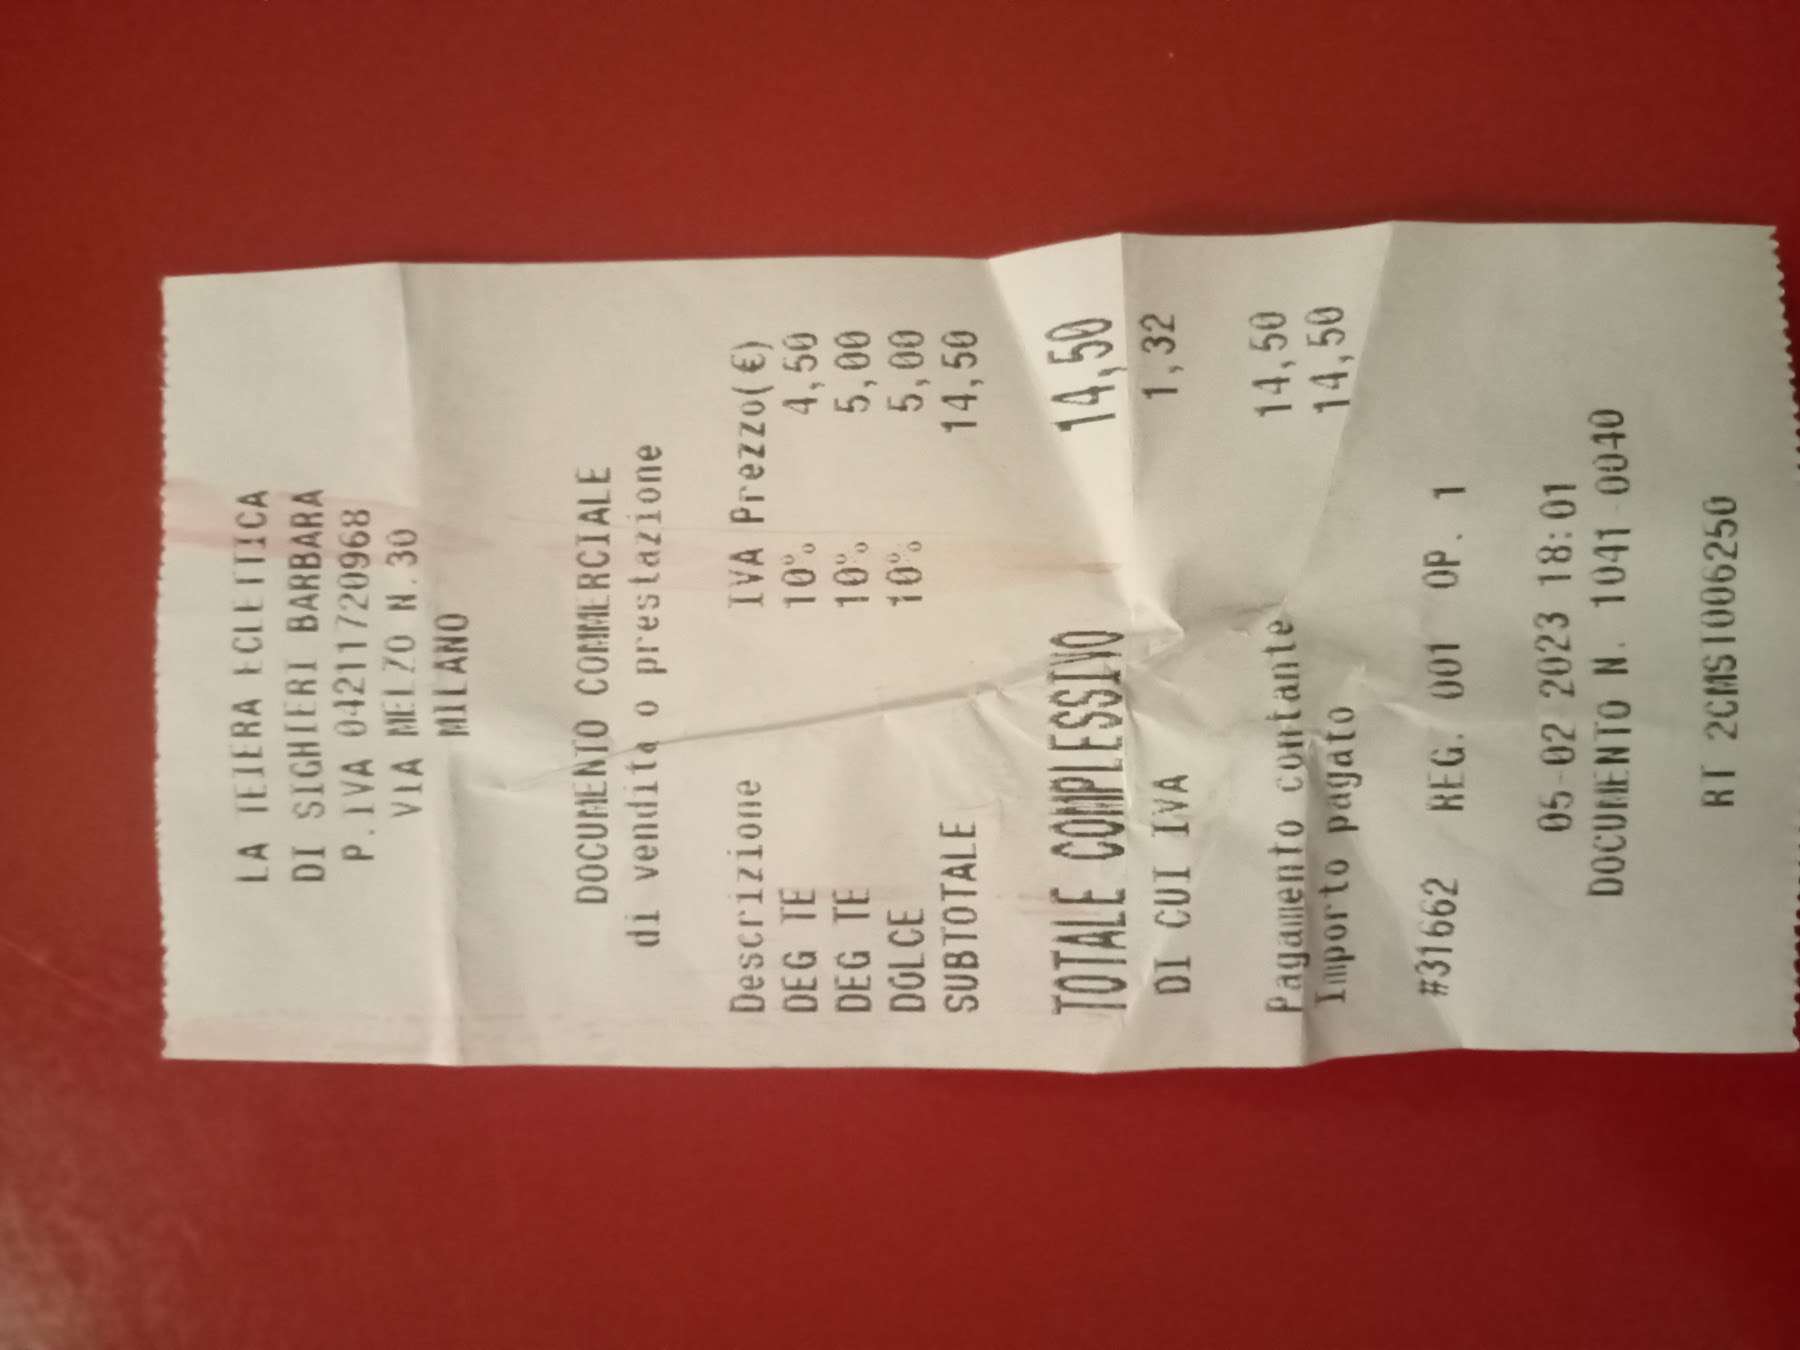 LA TEIERA ECLETTICA
DI SIGHIERI BARBARA
P.IVA 04211720968
VIA MELZO N.30
MILANO
DOCUMENTO COMMERCIALE
di vendita o prestazione
Descrizione IVA Prezzo(€)
DEG TE 10% 4,50
DEG TE 10% 5,00
DOLCE 10% 5,00
SUBTOTALE 14,50
TOTALE COMPLESSIVO 14,50
DI CUI IVA 1,32
Pagamento contante 14,50
Importo pagato 14,50
#31662 REG. 001 OP. 1
05-02-2023 18:01
DOCUMENTO N. 1041-0040
RT 2CMSI006250